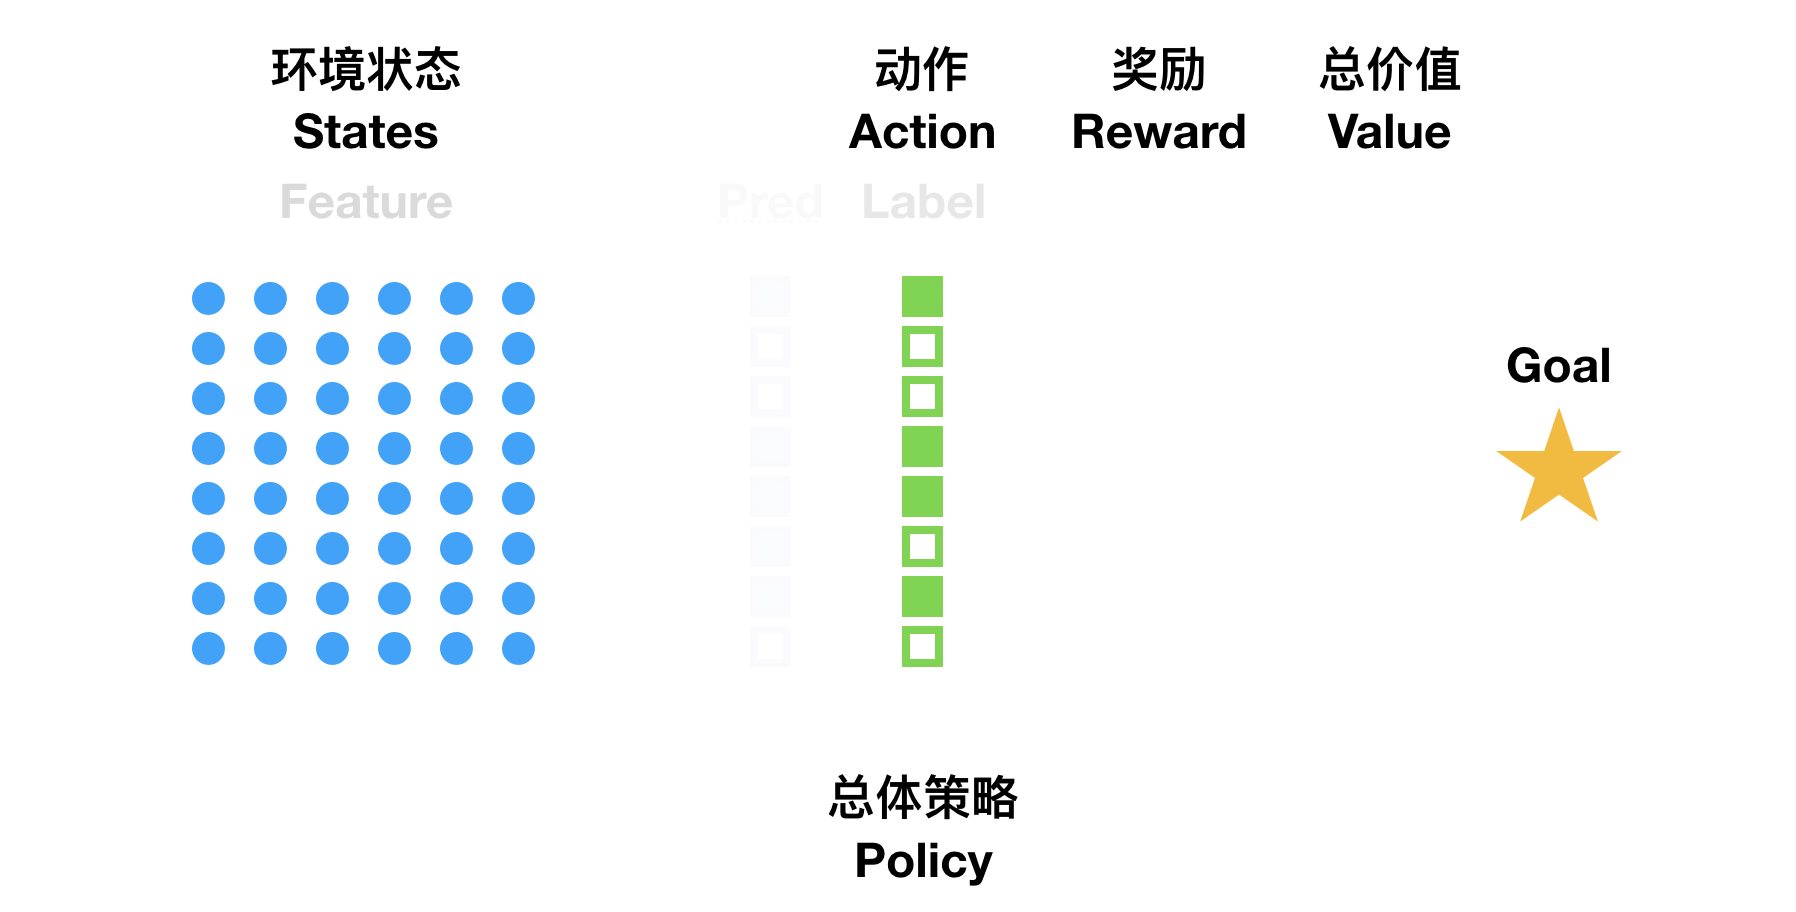 环境状态
States
Feature
Pred
动作
Action
Label
奖励
Reward
总价值
Value
Goal
总体策略
Policy